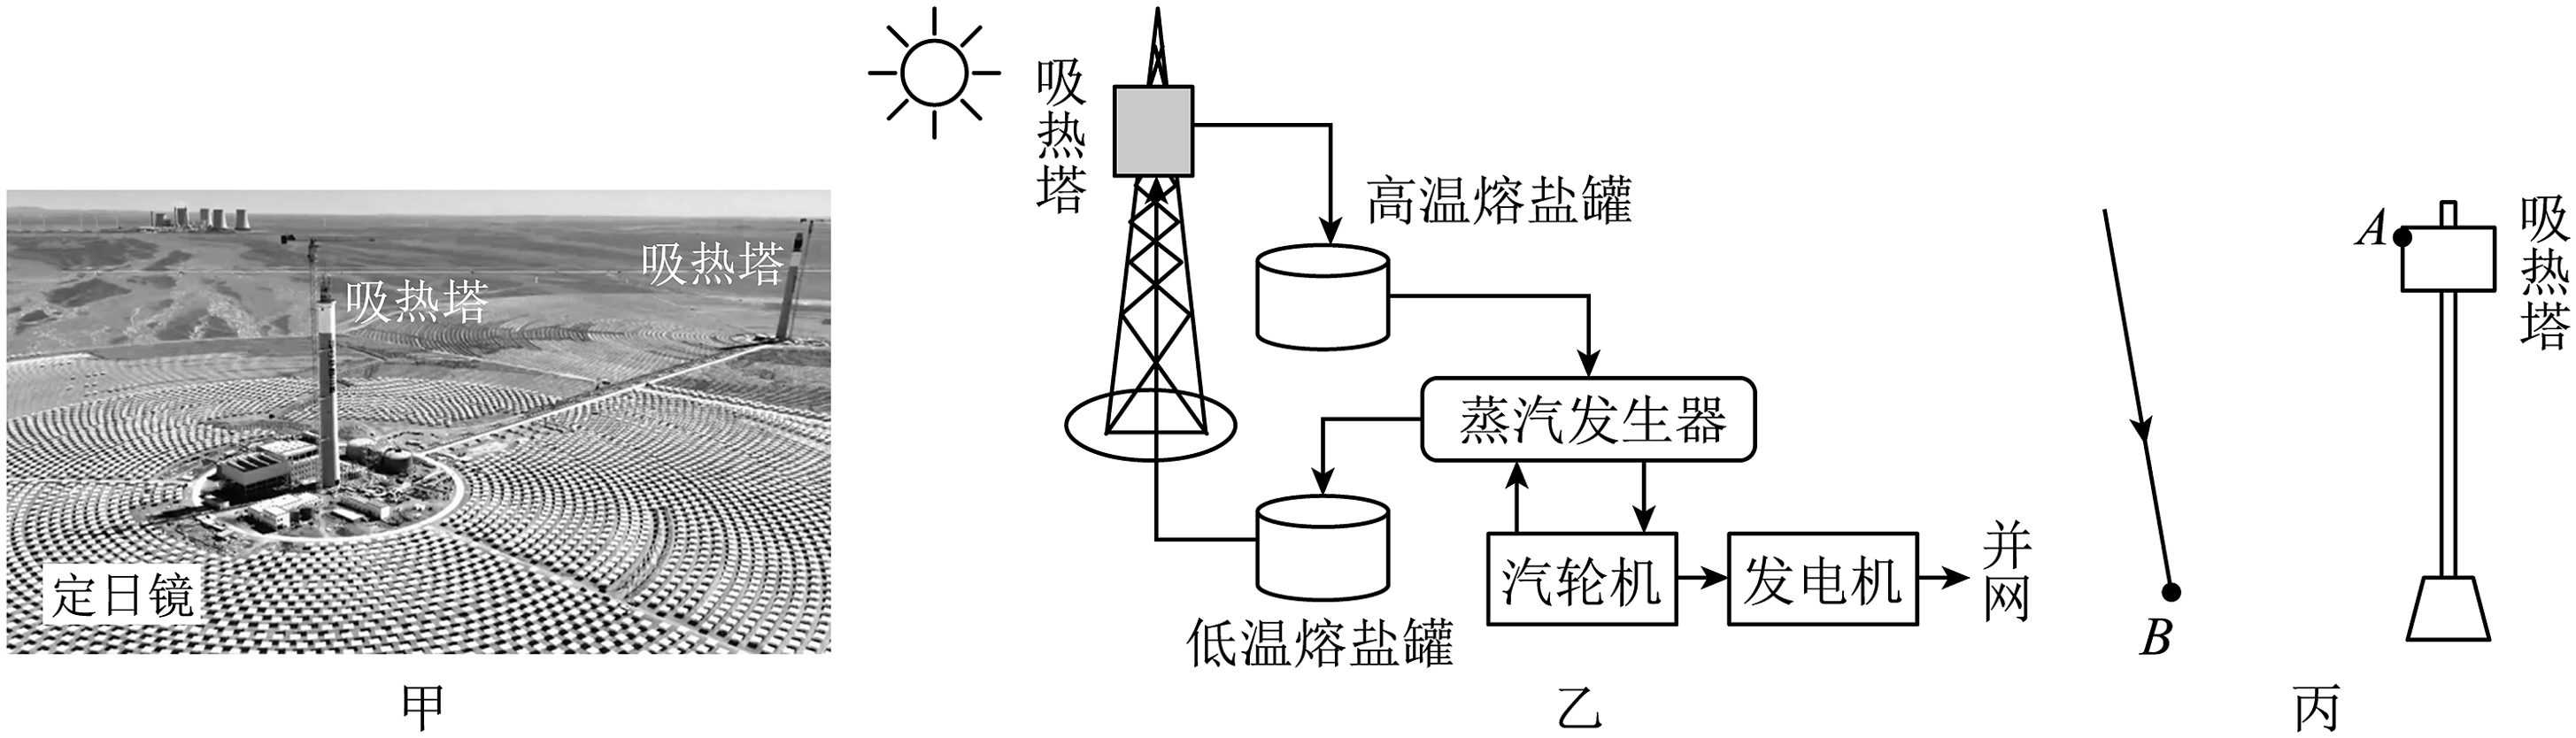 吸热塔
吸热塔
定日镜
甲
吸热塔
高温熔盐罐
蒸汽发生器
汽轮机
发电机
并网
低温熔盐罐
乙
A
B
吸热塔
丙